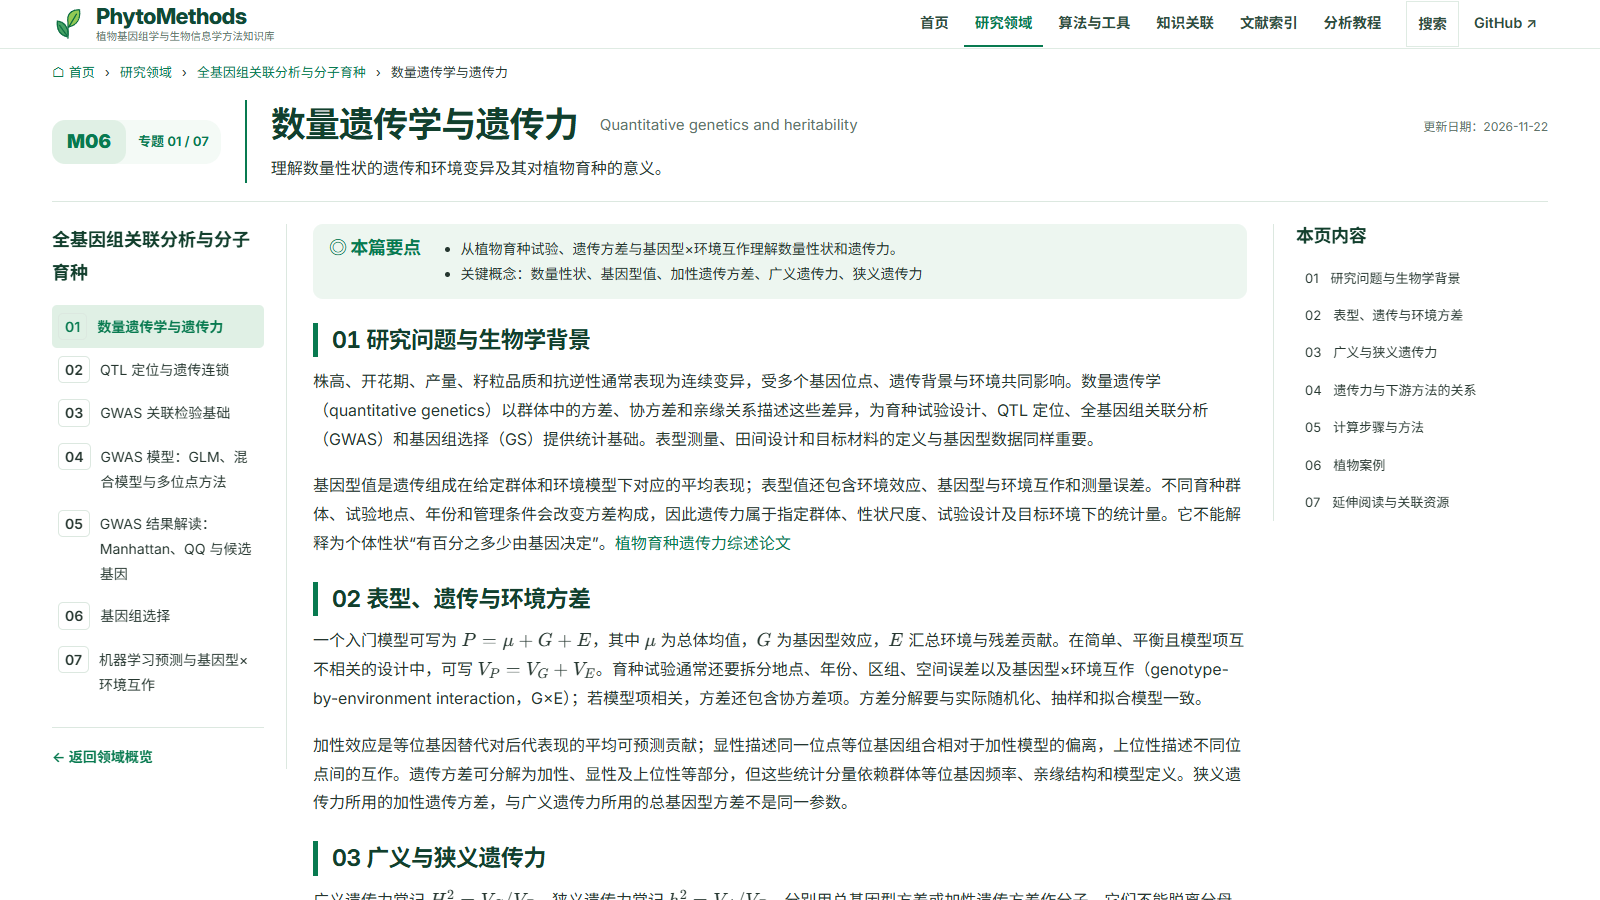 PhytoMethods
植物基因组学与生物信息学方法知识库
首页 研究领域 算法与工具 知识关联 文献索引 分析教程 搜索 GitHub ↗
首页 › 研究领域 › 全基因组关联分析与分子育种 › 数量遗传学与遗传力
M06 专题 01 / 07
数量遗传学与遗传力 Quantitative genetics and heritability
更新日期：2026-11-22
理解数量性状的遗传和环境变异及其对植物育种的意义。
全基因组关联分析与分子
育种
01 数量遗传学与遗传力
02 QTL 定位与遗传连锁
03 GWAS 关联检验基础
04 GWAS 模型：GLM、混
合模型与多位点方法
05 GWAS 结果解读：
Manhattan、QQ 与候选
基因
06 基因组选择
07 机器学习预测与基因型×
环境互作
← 返回领域概览
◎ 本篇要点
• 从植物育种试验、遗传方差与基因型×环境互作理解数量性状和遗传力。
• 关键概念：数量性状、基因型值、加性遗传方差、广义遗传力、狭义遗传力
01 研究问题与生物学背景
株高、开花期、产量、籽粒品质和抗逆性通常表现为连续变异，受多个基因位点、遗传背景与环境共同影响。数量遗传学
（quantitative genetics）以群体中的方差、协方差和亲缘关系描述这些差异，为育种试验设计、QTL 定位、全基因组关联分析
（GWAS）和基因组选择（GS）提供统计基础。表型测量、田间设计和目标材料的定义与基因型数据同样重要。
基因型值是遗传组成在给定群体和环境模型下对应的平均表现；表型值还包含环境效应、基因型与环境互作和测量误差。不同育种群
体、试验地点、年份和管理条件会改变方差构成，因此遗传力属于指定群体、性状尺度、试验设计及目标环境下的统计量。它不能解
释为个体性状“有百分之多少由基因决定”。植物育种遗传力综述论文
02 表型、遗传与环境方差
一个入门模型可写为 P = μ + G + E，其中 μ 为总体均值，G 为基因型效应，E 汇总环境与残差贡献。在简单、平衡且模型项互
不相关的设计中，可写 V_P = V_G + V_E。育种试验通常还要拆分地点、年份、区组、空间误差以及基因型×环境互作（genotype-
by-environment interaction，G×E）；若模型项相关，方差还包含协方差项。方差分解要与实际随机化、抽样和拟合模型一致。
加性效应是等位基因替代对后代表现的平均可预测贡献；显性描述同一位点等位基因组合相对于加性模型的偏离，上位性描述不同位
点间的互作。遗传方差可分解为加性、显性及上位性等部分，但这些统计分量依赖群体等位基因频率、亲缘结构和模型定义。狭义遗
传力所用的加性遗传方差，与广义遗传力所用的总基因型方差不是同一参数。
03 广义与狭义遗传力
本页内容
01 研究问题与生物学背景
02 表型、遗传与环境方差
03 广义与狭义遗传力
04 遗传力与下游方法的关系
05 计算步骤与方法
06 植物案例
07 延伸阅读与关联资源